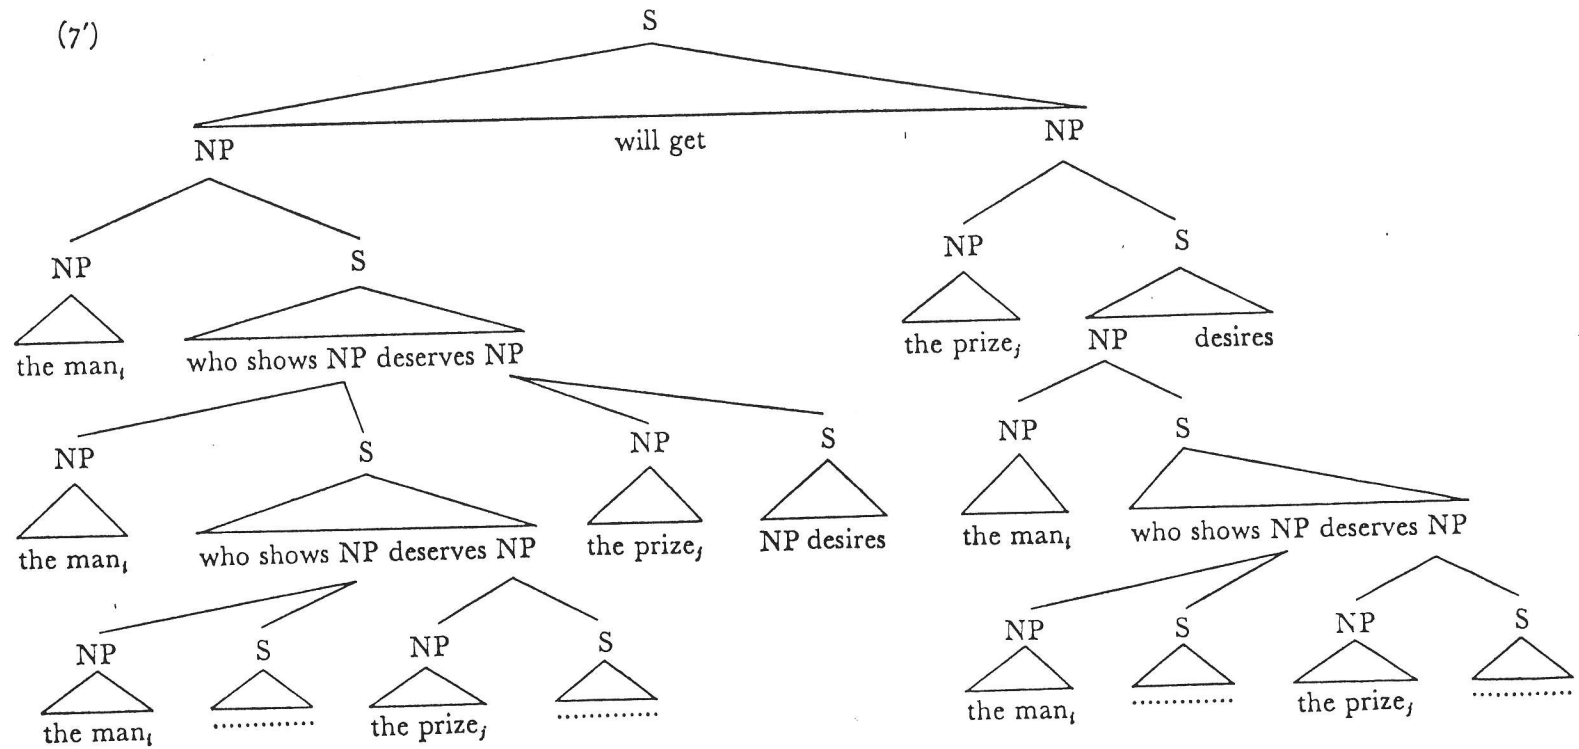 (7′) S
NP will get NP
NP S NP S
the manᵢ who shows NP deserves NP the prizeⱼ NP desires
NP S NP S NP S
the manᵢ who shows NP deserves NP the prizeⱼ NP desires the manᵢ who shows NP deserves NP
NP S NP S NP S NP S
the manᵢ ............ the prizeⱼ ............ the manᵢ ............ the prizeⱼ ............